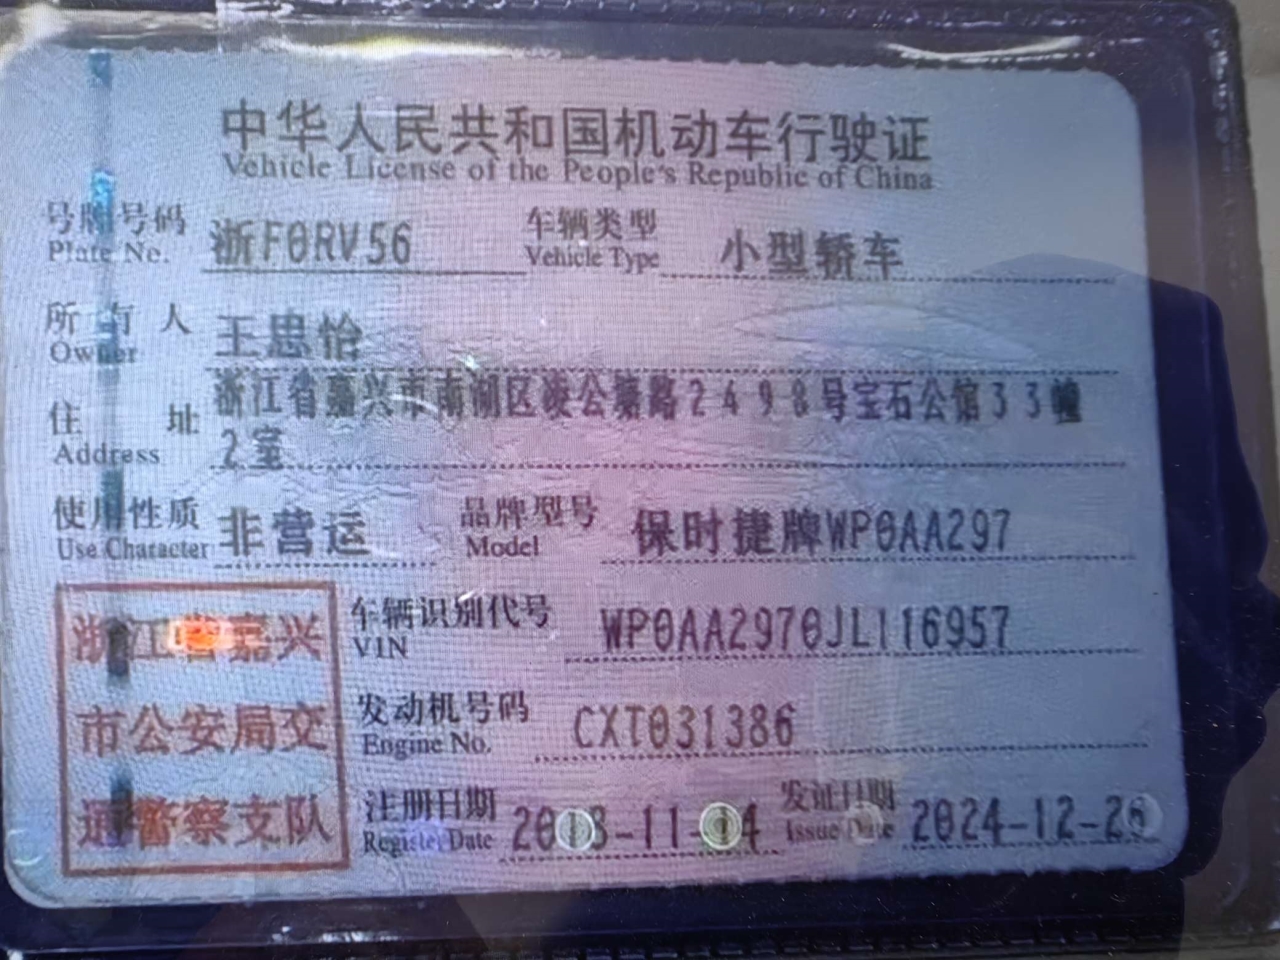 中华人民共和国机动车行驶证
Vehicle License of the People's Republic of China
号牌号码 浙F0RV56 车辆类型 小型轿车
Plate No. Vehicle Type
所有人 王思怡
Owner
住址 浙江省嘉兴市南湖区凌公塘路2498号宝石公馆33幢
Address 2室
使用性质 非营运 品牌型号 保时捷牌WP0AA297
Use Character Model
浙江省嘉兴
市公安局交
通警察支队
车辆识别代号 WP0AA2970JL116957
VIN
发动机号码 CXT031386
Engine No.
注册日期 发证日期
Register Date Issue Date